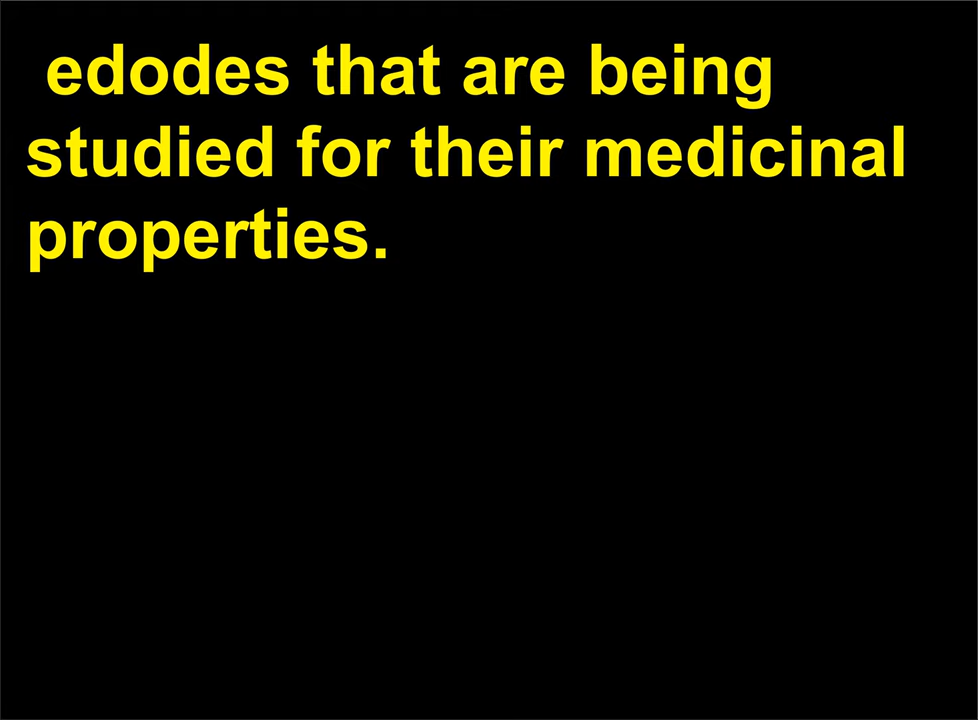 edodes that are being
studied for their medicinal
properties.